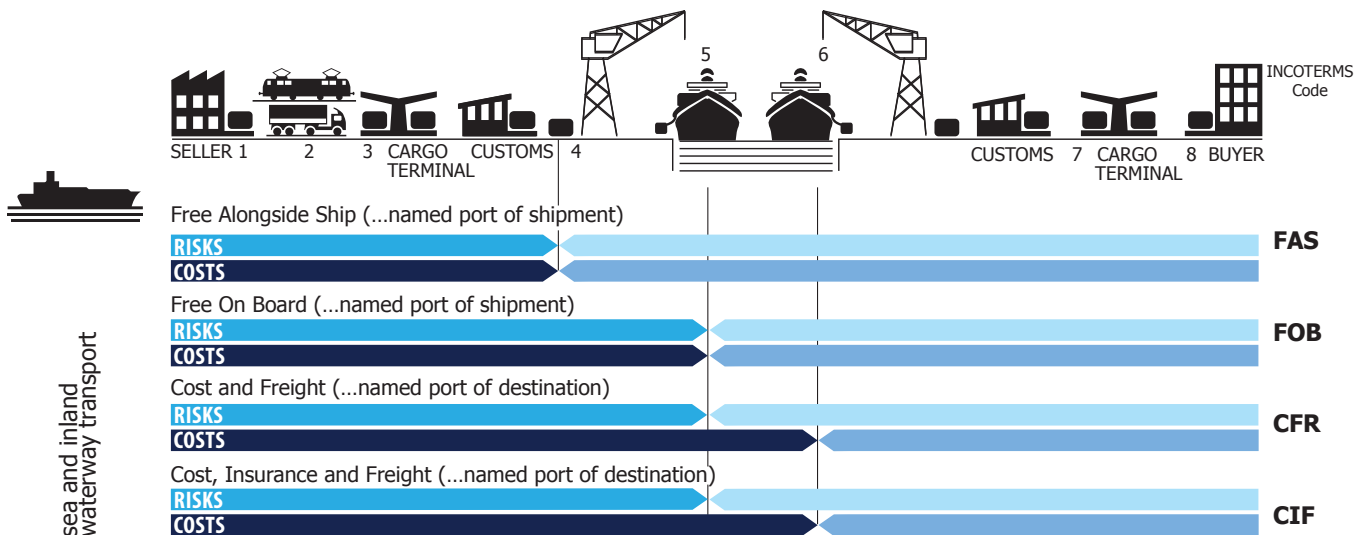 5
6
INCOTERMS
Code
SELLER 1 2 3 CARGO TERMINAL CUSTOMS 4
CUSTOMS 7 CARGO TERMINAL 8 BUYER
Free Alongside Ship (...named port of shipment)
RISKS
COSTS
FAS
Free On Board (...named port of shipment)
RISKS
COSTS
FOB
Cost and Freight (...named port of destination)
RISKS
COSTS
CFR
Cost, Insurance and Freight (...named port of destination)
RISKS
COSTS
CIF
sea and inland
waterway transport